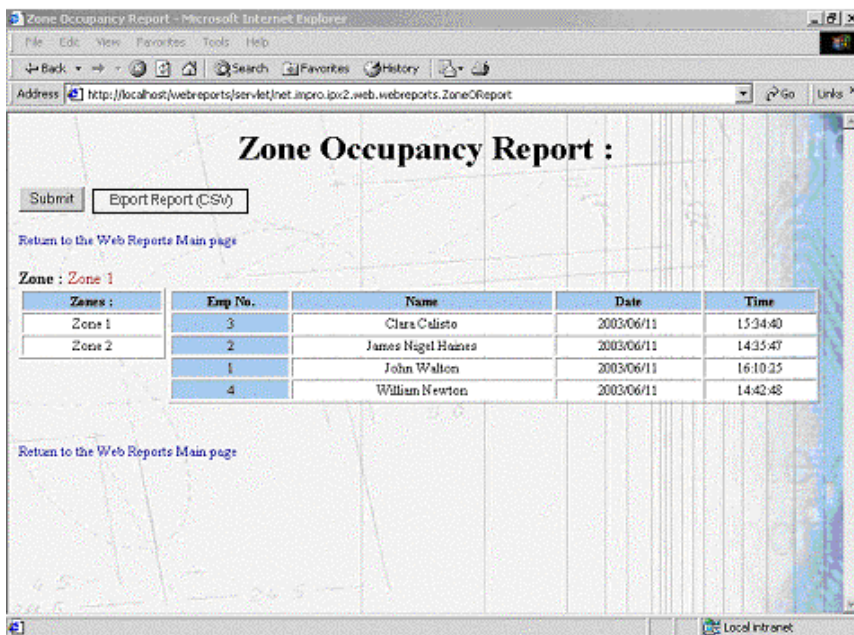 Zone Occupancy Report - Microsoft Internet Explorer
File Edit View Favorites Tools Help
Back Search Favorites History
Address http://localhost/webreports/servlet/net.impro.ipx2.web.webreports.ZoneOReport Go Links
Zone Occupancy Report :
Submit Export Report (CSV)
Return to the Web Reports Main page
Zone : Zone 1
Zones : Emp No. Name Date Time
Zone 1 3 Clara Calisto 2003/06/11 15:34:40
Zone 2 2 James Nigel Haines 2003/06/11 14:35:47
1 John Walton 2003/06/11 16:10:25
4 William Newton 2003/06/11 14:42:48
Return to the Web Reports Main page
Local intranet